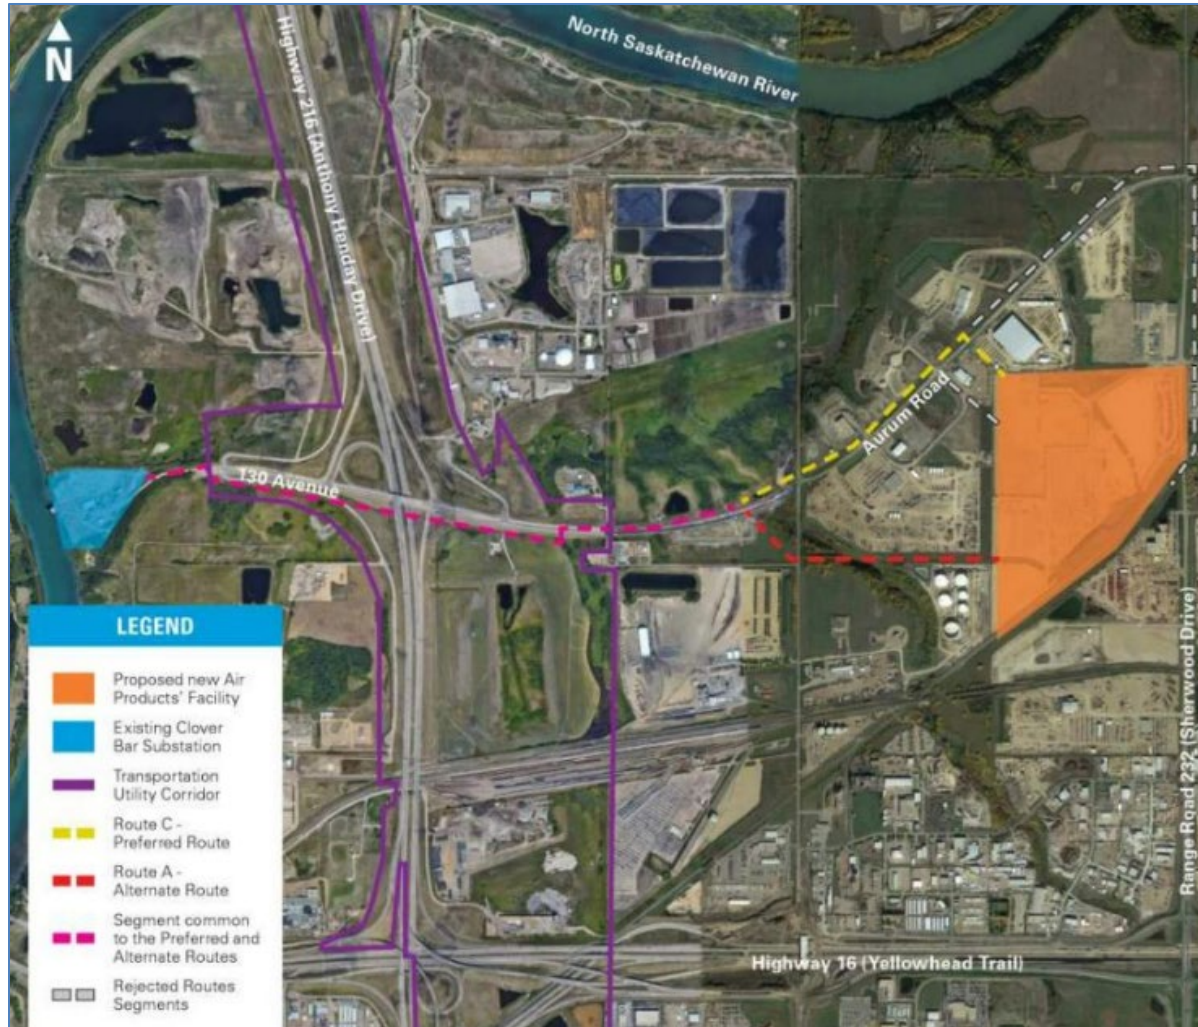 N
Highway 216 (Anthony Henday Drive)
North Saskatchewan River
Aurum Road
130 Avenue
Range Road 232 (Sherwood Drive)
Highway 16 (Yellowhead Trail)
LEGEND
Proposed new Air
Products' Facility
Existing Clover
Bar Substation
Transportation
Utility Corridor
Route C -
Preferred Route
Route A -
Alternate Route
Segment common
to the Preferred and
Alternate Routes
Rejected Routes
Segments